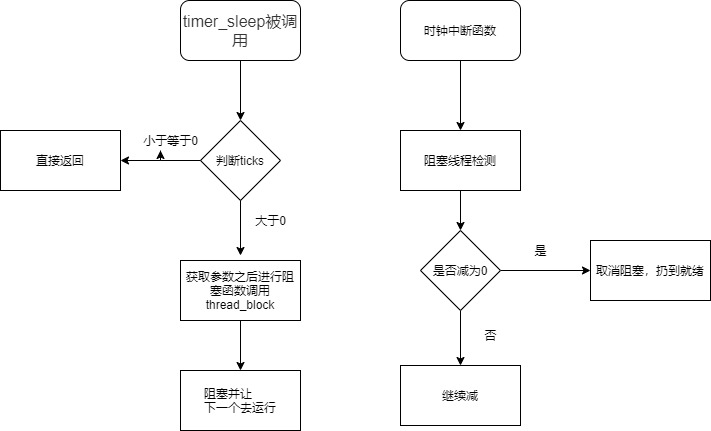 timer_sleep被调
用
小于等于0
直接返回
判断ticks
大于0
获取参数之后进行阻
塞函数调用
thread_block
阻塞并让
下一个去运行
时钟中断函数
阻塞线程检测
是否减为0
是
取消阻塞，扔到就绪
否
继续减